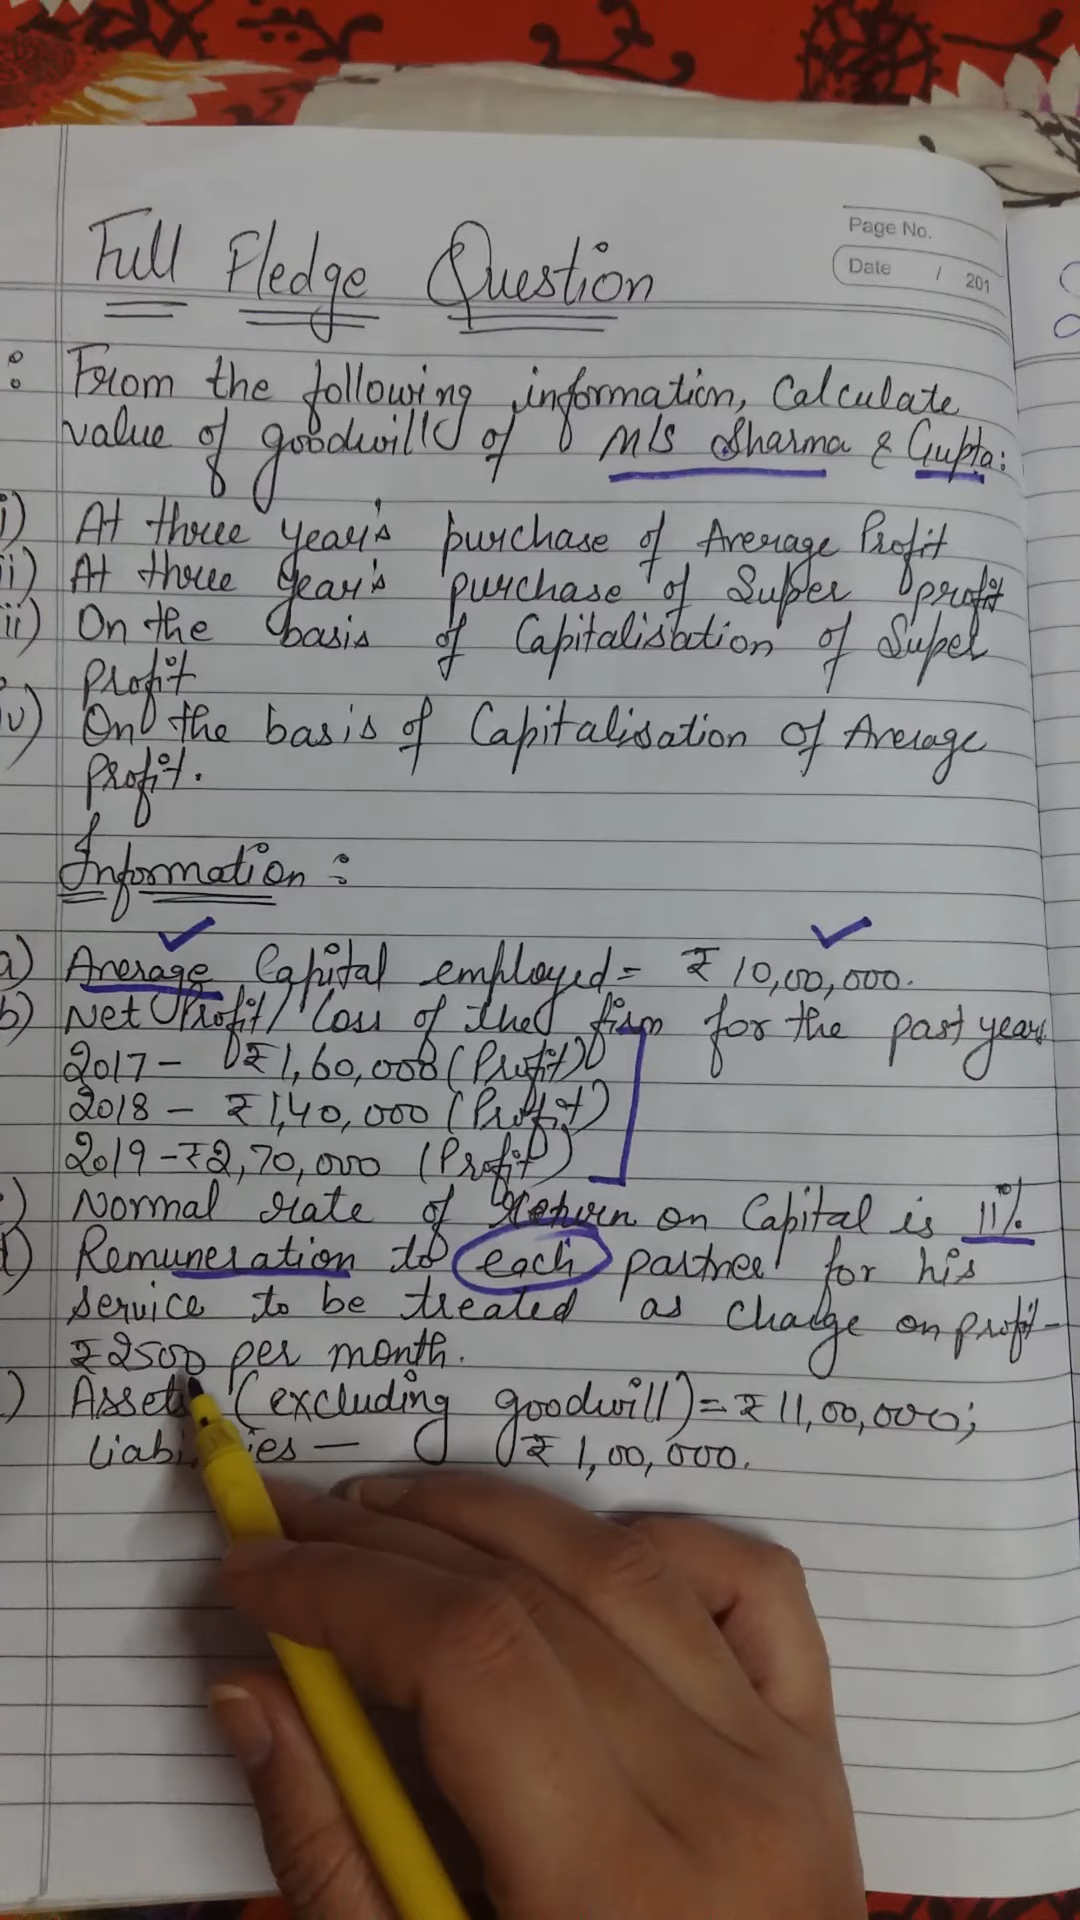 Full Fledge Question
Page No.
Date / 201
: From the following information, Calculate
value of goodwill of M/S Sharma & Gupta:
i) At three year's purchase of Average Profit
ii) At three year's purchase of Super profit
ii) On the basis of Capitalisation of Super
Profit
iv) On the basis of Capitalisation of Average
Profit.
Information :
a) Average Capital employed = ₹ 10,00,000.
b) Net Profit/Loss of the firm for the past years
2017 - ₹1,60,000 (Profit)
2018 - ₹1,40,000 (Profit)
2019 - ₹2,70,000 (Profit)
) Normal rate of Return on Capital is 11%
) Remuneration to each partner for his
service to be treated as charge on profit -
₹2500 per month.
) Assets (excluding goodwill) = ₹ 11,00,000;
₹ 1,00,000.